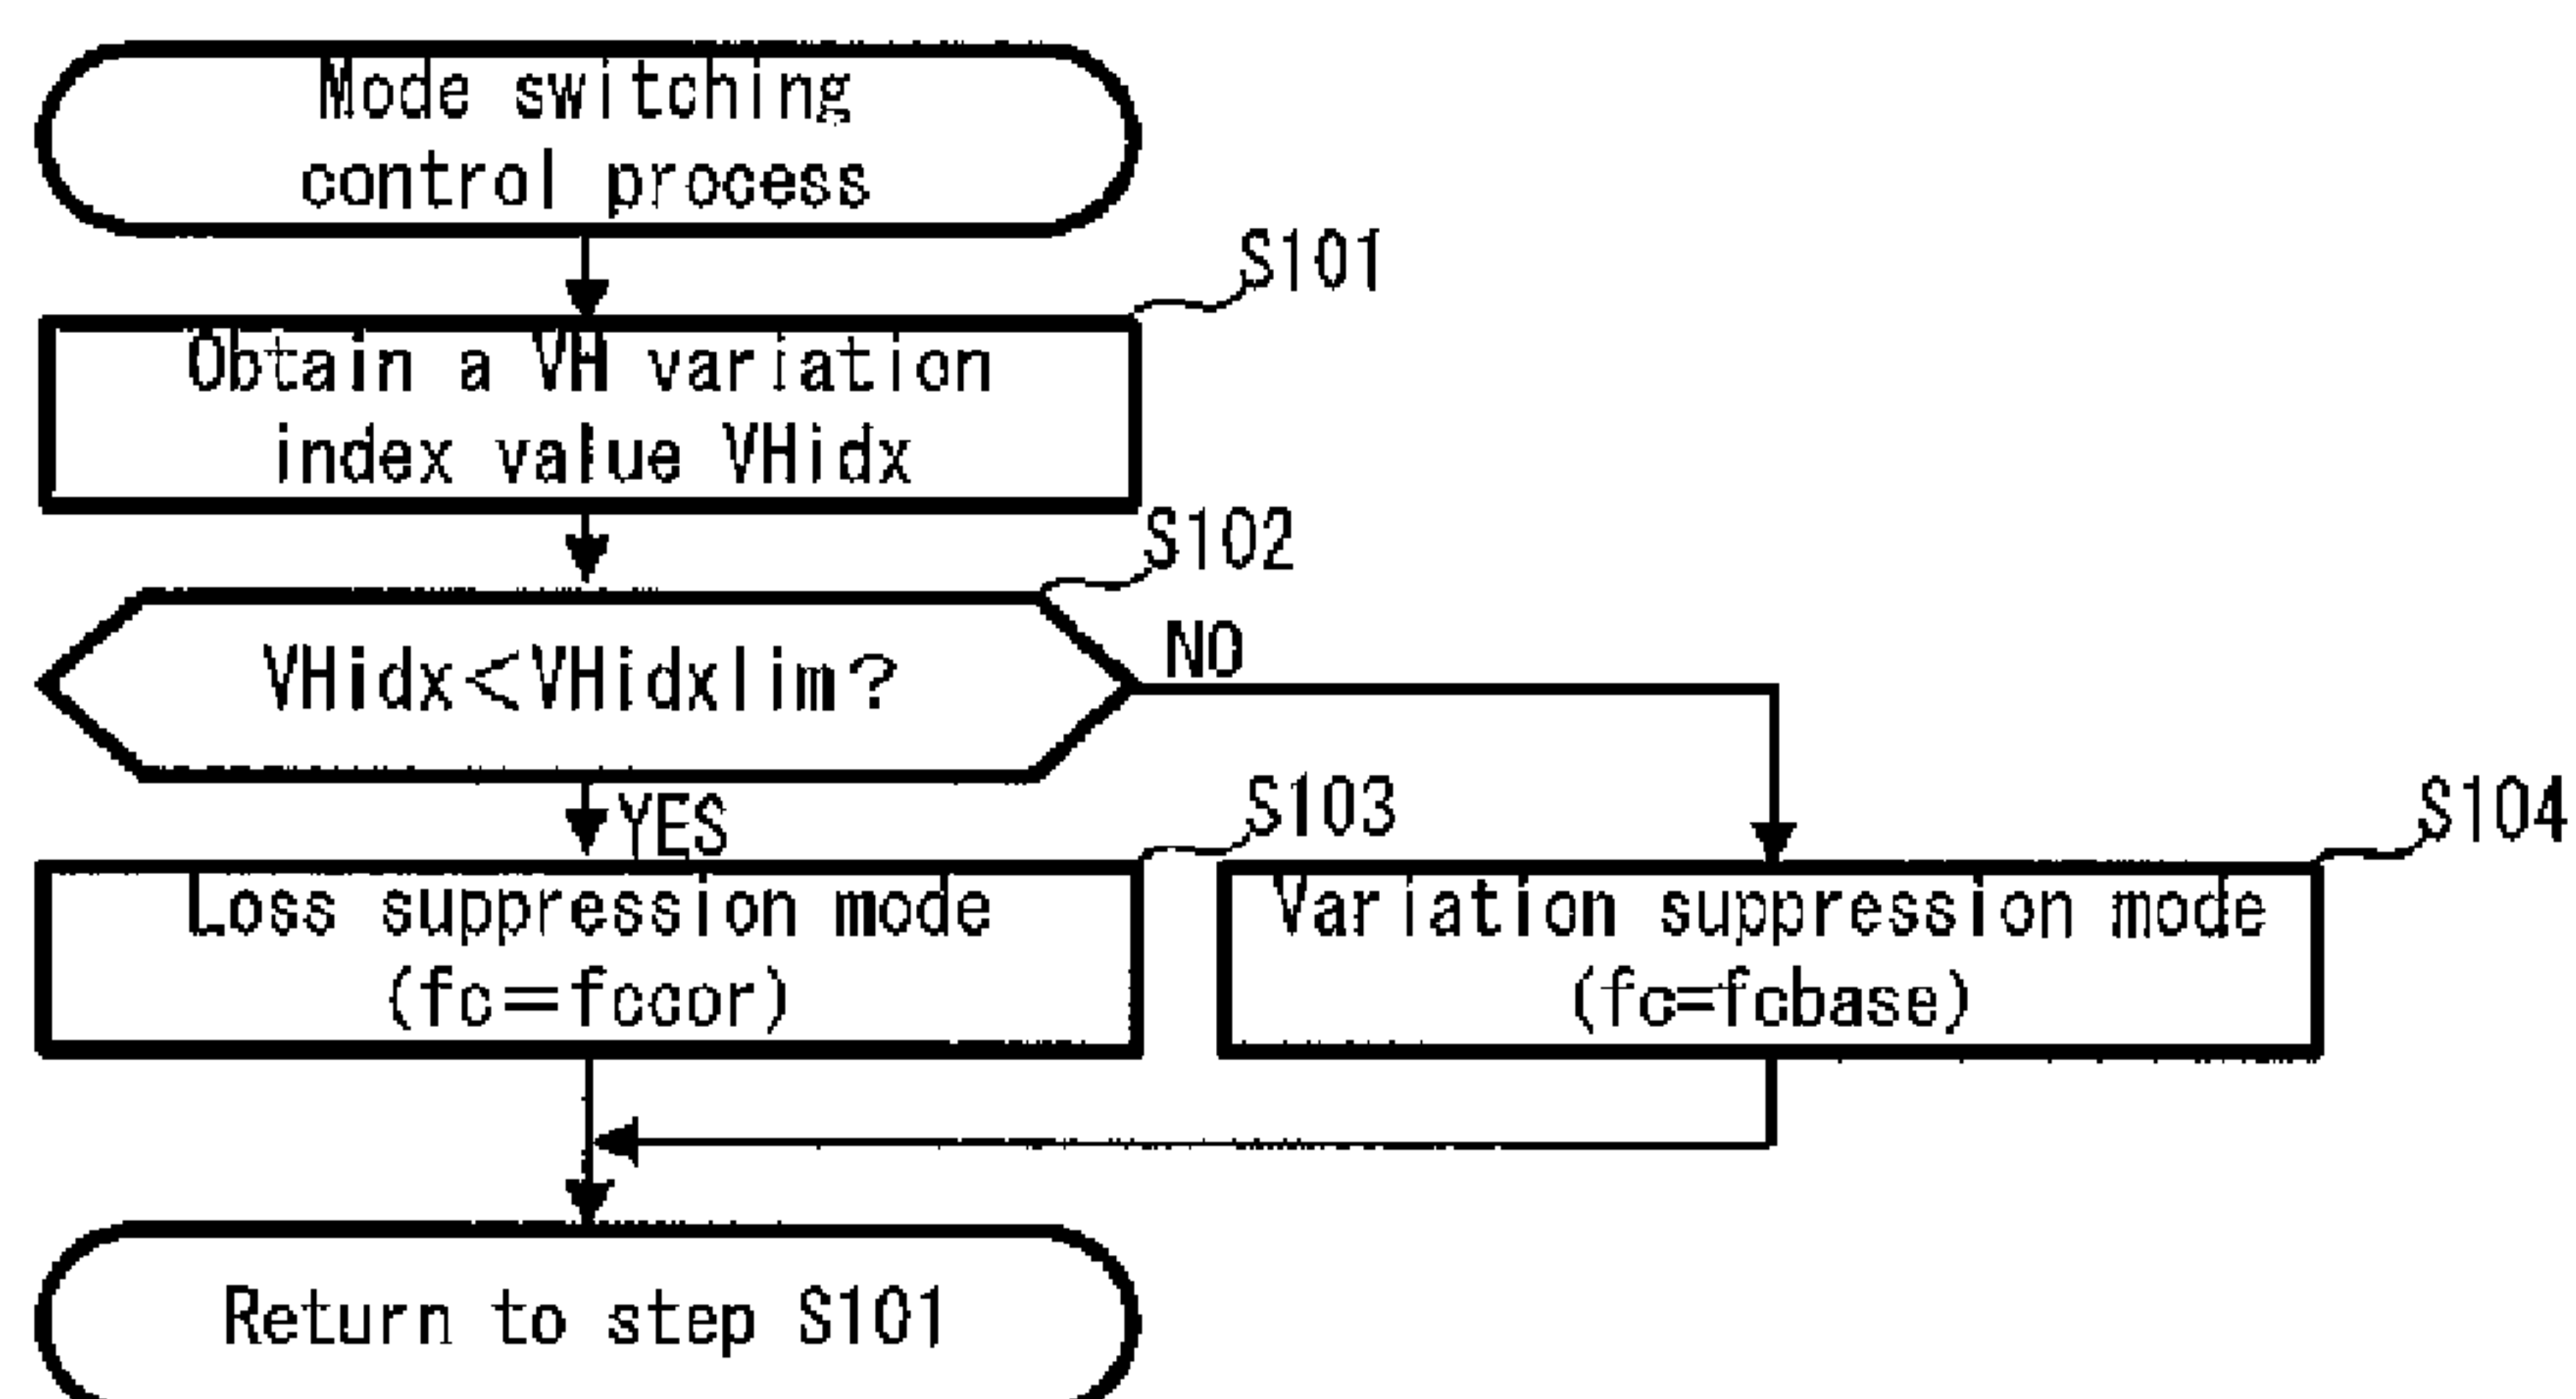 Mode switching
control process
S101
Obtain a VH variation
index value VHidx
S102
VHidx<VHidxlim?
NO
YES
S103
S104
Loss suppression mode
(fc=fccor)
Variation suppression mode
(fc=fcbase)
Return to step S101